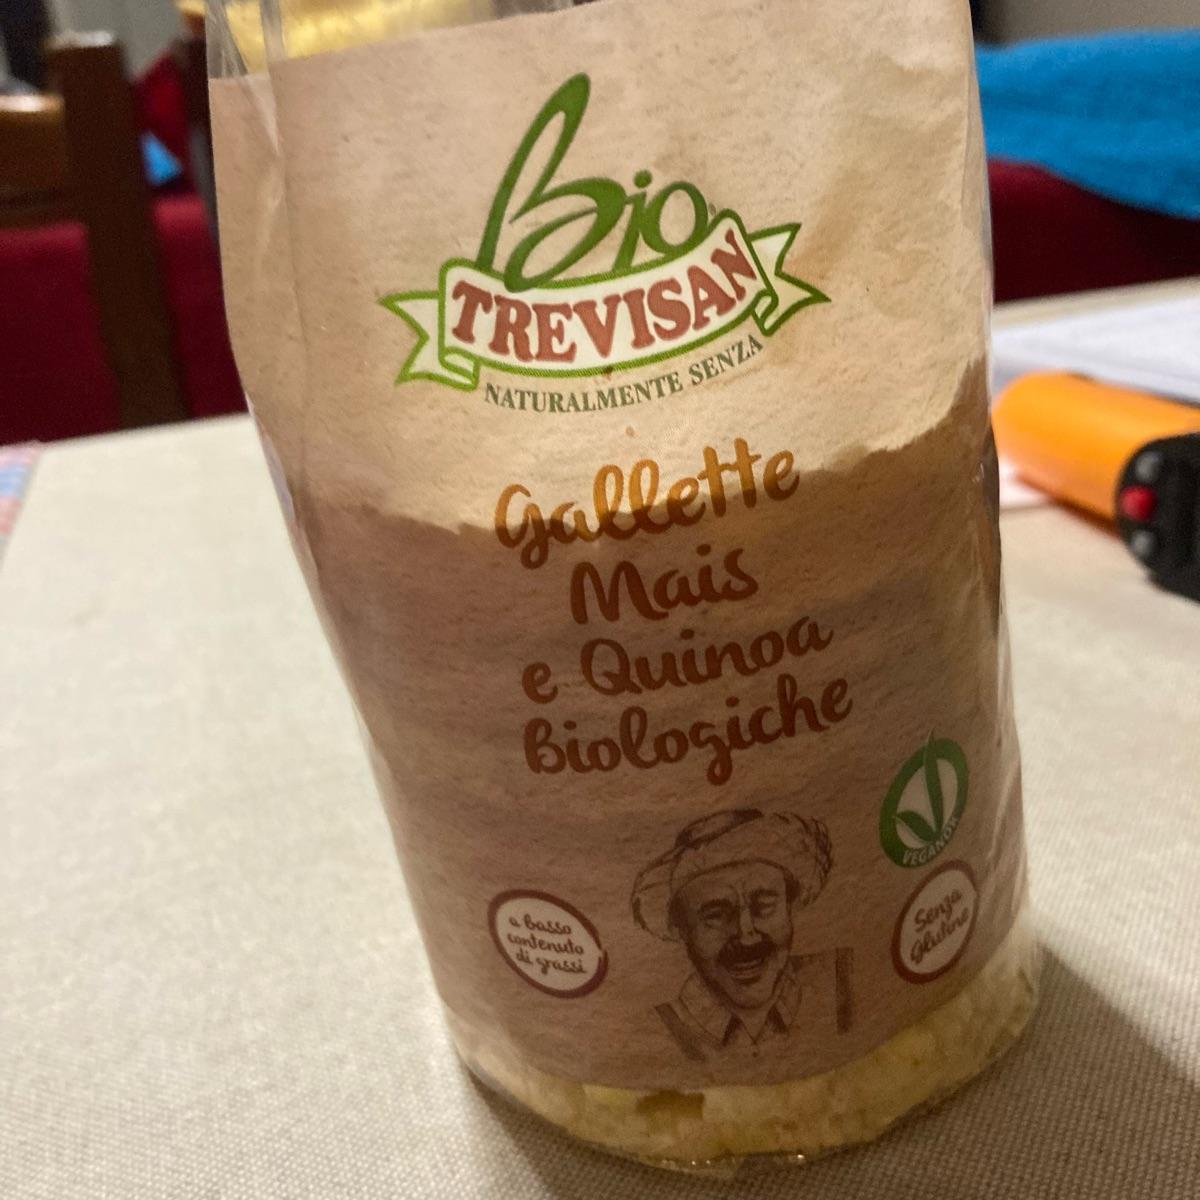 Bio
TREVISAN
NATURALMENTE SENZA
Gallette
Mais
e Quinoa
Biologiche
VEGANOK
a basso
contenuto
di grassi
Senza
Glutine